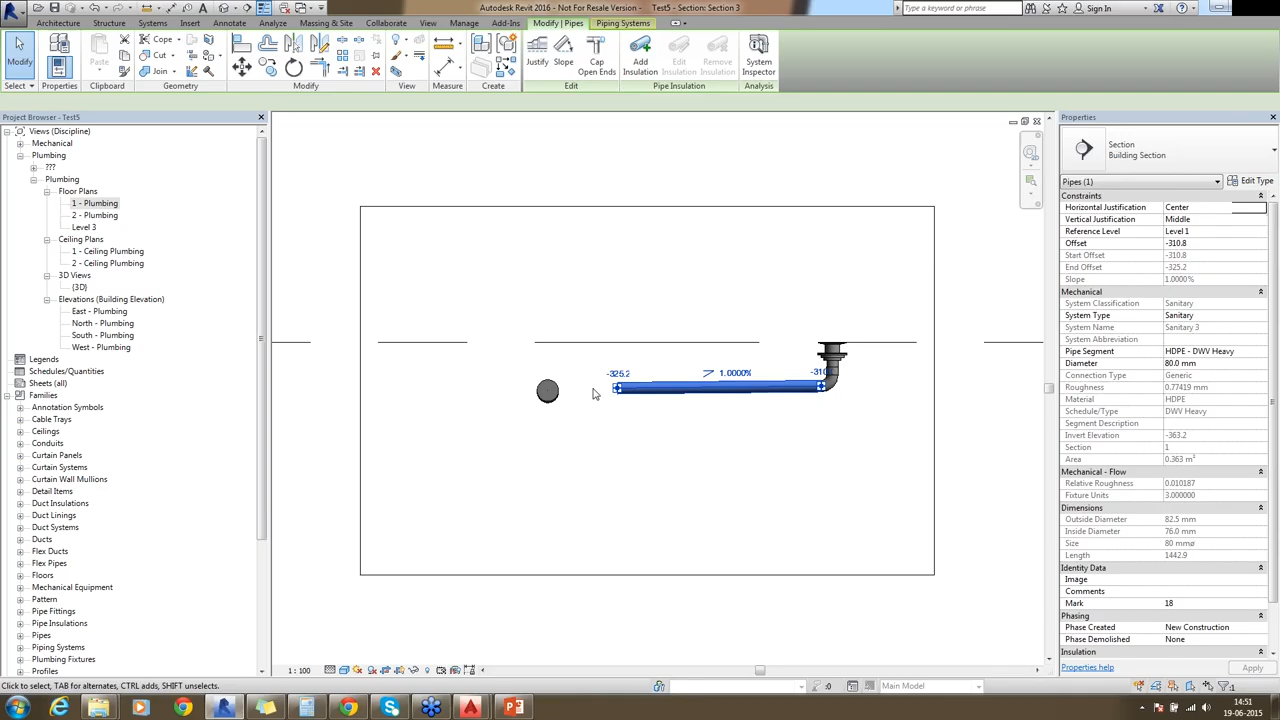 Autodesk Revit 2016 - Not For Resale Version - Test5 - Section: Section 3
Type a keyword or phrase
Sign In
Architecture Structure Systems Insert Annotate Analyze Massing & Site Collaborate View Manage Add-Ins Modify | Pipes Piping Systems
Modify
Paste
Cope
Cut
Join
Justify
Slope
Cap
Open Ends
Add
Insulation
Edit
Insulation
Remove
Insulation
System
Inspector
Select Properties Clipboard Geometry Modify View Measure Create Edit Pipe Insulation Analysis
Project Browser - Test5
Views (Discipline)
Mechanical
Plumbing
???
Plumbing
Floor Plans
1 - Plumbing
2 - Plumbing
Level 3
Ceiling Plans
1 - Ceiling Plumbing
2 - Ceiling Plumbing
3D Views
{3D}
Elevations (Building Elevation)
East - Plumbing
North - Plumbing
South - Plumbing
West - Plumbing
Legends
Schedules/Quantities
Sheets (all)
Families
Annotation Symbols
Cable Trays
Ceilings
Conduits
Curtain Panels
Curtain Systems
Curtain Wall Mullions
Detail Items
Duct Insulations
Duct Linings
Duct Systems
Ducts
Flex Ducts
Flex Pipes
Floors
Mechanical Equipment
Pattern
Pipe Fittings
Pipe Insulations
Pipes
Piping Systems
Plumbing Fixtures
Profiles
-325.2
1.0000%
-310
1 : 100
Properties
Section
Building Section
Pipes (1)
Edit Type
Constraints
Horizontal Justification Center
Vertical Justification Middle
Reference Level Level 1
Offset -310.8
Start Offset -310.8
End Offset -325.2
Slope 1.0000%
Mechanical
System Classification Sanitary
System Type Sanitary
System Name Sanitary 3
System Abbreviation
Pipe Segment HDPE - DWV Heavy
Diameter 80.0 mm
Connection Type Generic
Roughness 0.77419 mm
Material HDPE
Schedule/Type DWV Heavy
Segment Description
Invert Elevation -363.2
Section 1
Area 0.363 m²
Mechanical - Flow
Relative Roughness 0.010187
Fixture Units 3.000000
Dimensions
Outside Diameter 82.5 mm
Inside Diameter 76.0 mm
Size 80 mmø
Length 1442.9
Identity Data
Image
Comments
Mark 18
Phasing
Phase Created New Construction
Phase Demolished None
Insulation
Properties help
Apply
Click to select, TAB for alternates, CTRL adds, SHIFT unselects.
:0
Main Model
:1
14:51
19-06-2015